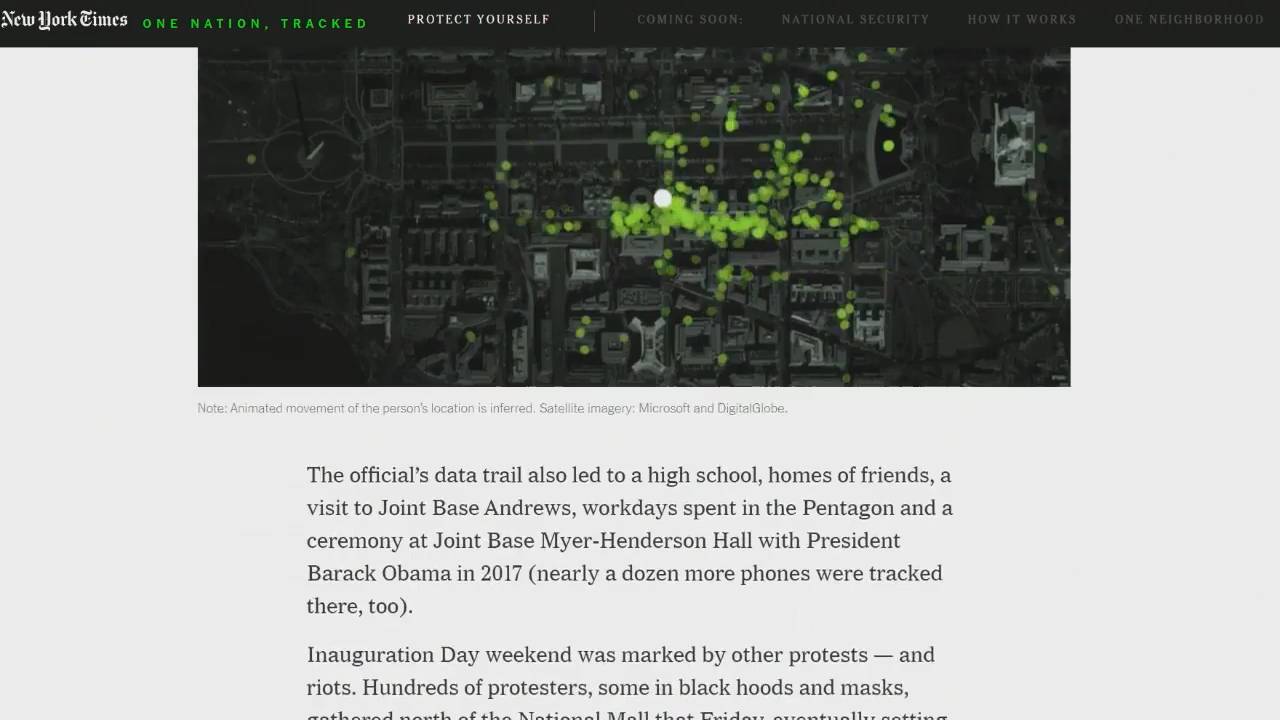 New York Times
ONE NATION, TRACKED
PROTECT YOURSELF
COMING SOON:
NATIONAL SECURITY
HOW IT WORKS
ONE NEIGHBORHOOD
Note: Animated movement of the person's location is inferred. Satellite imagery: Microsoft and DigitalGlobe.
The official’s data trail also led to a high school, homes of friends, a
visit to Joint Base Andrews, workdays spent in the Pentagon and a
ceremony at Joint Base Myer-Henderson Hall with President
Barack Obama in 2017 (nearly a dozen more phones were tracked
there, too).
Inauguration Day weekend was marked by other protests — and
riots. Hundreds of protesters, some in black hoods and masks,
gathered north of the National Mall that Friday, eventually setting